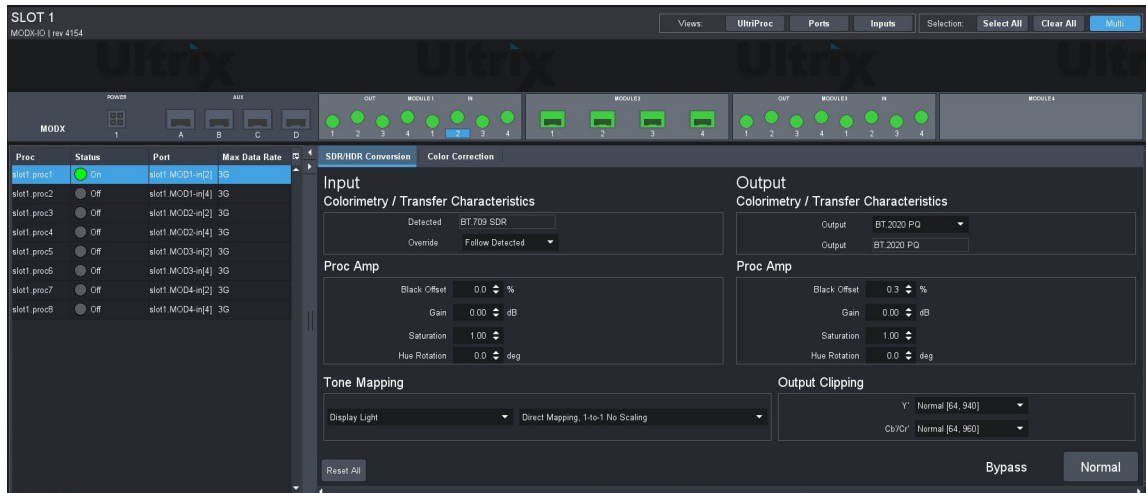 SLOT 1
MODX-IO | rev 4154
Views: UltriProc Ports Inputs Selection: Select All Clear All Multi
Ultrix Ultrix Ultrix Ultri
POWER AUX OUT MODULE 1 IN MODULE 2 OUT MODULE 3 IN MODULE 4
MODX 1 A B C D 1 2 3 4 1 2 3 4 1 2 3 4 1 2 3 4 1 2 3 4
Proc Status Port Max Data Rate
slot1.proc1 On slot1.MOD1-in[2] 3G
slot1.proc2 Off slot1.MOD1-in[4] 3G
slot1.proc3 Off slot1.MOD2-in[2] 3G
slot1.proc4 Off slot1.MOD2-in[4] 3G
slot1.proc5 Off slot1.MOD3-in[2] 3G
slot1.proc6 Off slot1.MOD3-in[4] 3G
slot1.proc7 Off slot1.MOD4-in[2] 3G
slot1.proc8 Off slot1.MOD4-in[4] 3G
SDR/HDR Conversion Color Correction
Input
Colorimetry / Transfer Characteristics
Detected BT.709 SDR
Override Follow Detected
Proc Amp
Black Offset 0.0 %
Gain 0.00 dB
Saturation 1.00
Hue Rotation 0.0 deg
Output
Colorimetry / Transfer Characteristics
Output BT.2020 PQ
Output BT.2020 PQ
Proc Amp
Black Offset 0.3 %
Gain 0.00 dB
Saturation 1.00
Hue Rotation 0.0 deg
Tone Mapping
Display Light Direct Mapping, 1-to-1 No Scaling
Output Clipping
Y' Normal [64, 940]
Cb'/Cr' Normal [64, 960]
Reset All
Bypass Normal